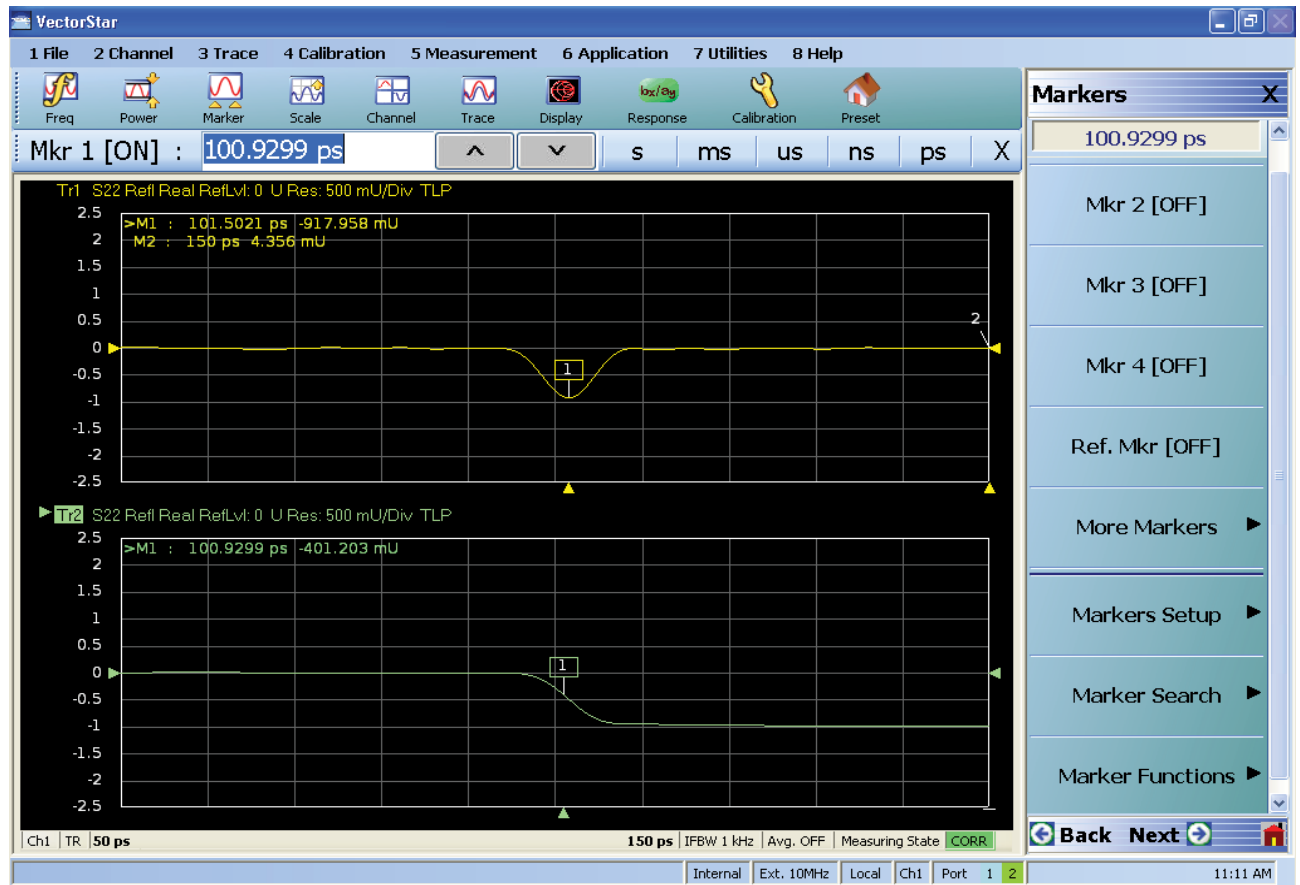 VectorStar
1 File 2 Channel 3 Trace 4 Calibration 5 Measurement 6 Application 7 Utilities 8 Help
Freq Power Marker Scale Channel Trace Display Response Calibration Preset
Mkr 1 [ON] : 100.9299 ps s ms us ns ps X
Tr1 S22 Refl Real RefLvl: 0 U Res: 500 mU/Div TLP
>M1 : 101.5021 ps -917.958 mU
M2 : 150 ps 4.356 mU
2.5
2
1.5
1
0.5
0
-0.5
-1
-1.5
-2
-2.5
1
2
Tr2 S22 Refl Real RefLvl: 0 U Res: 500 mU/Div TLP
>M1 : 100.9299 ps -401.203 mU
2.5
2
1.5
1
0.5
0
-0.5
-1
-1.5
-2
-2.5
1
Ch1 TR 50 ps 150 ps IFBW 1 kHz Avg. OFF Measuring State CORR
Markers X
100.9299 ps
Mkr 2 [OFF]
Mkr 3 [OFF]
Mkr 4 [OFF]
Ref. Mkr [OFF]
More Markers
Markers Setup
Marker Search
Marker Functions
Back Next
Internal Ext. 10MHz Local Ch1 Port 1 2 11:11 AM